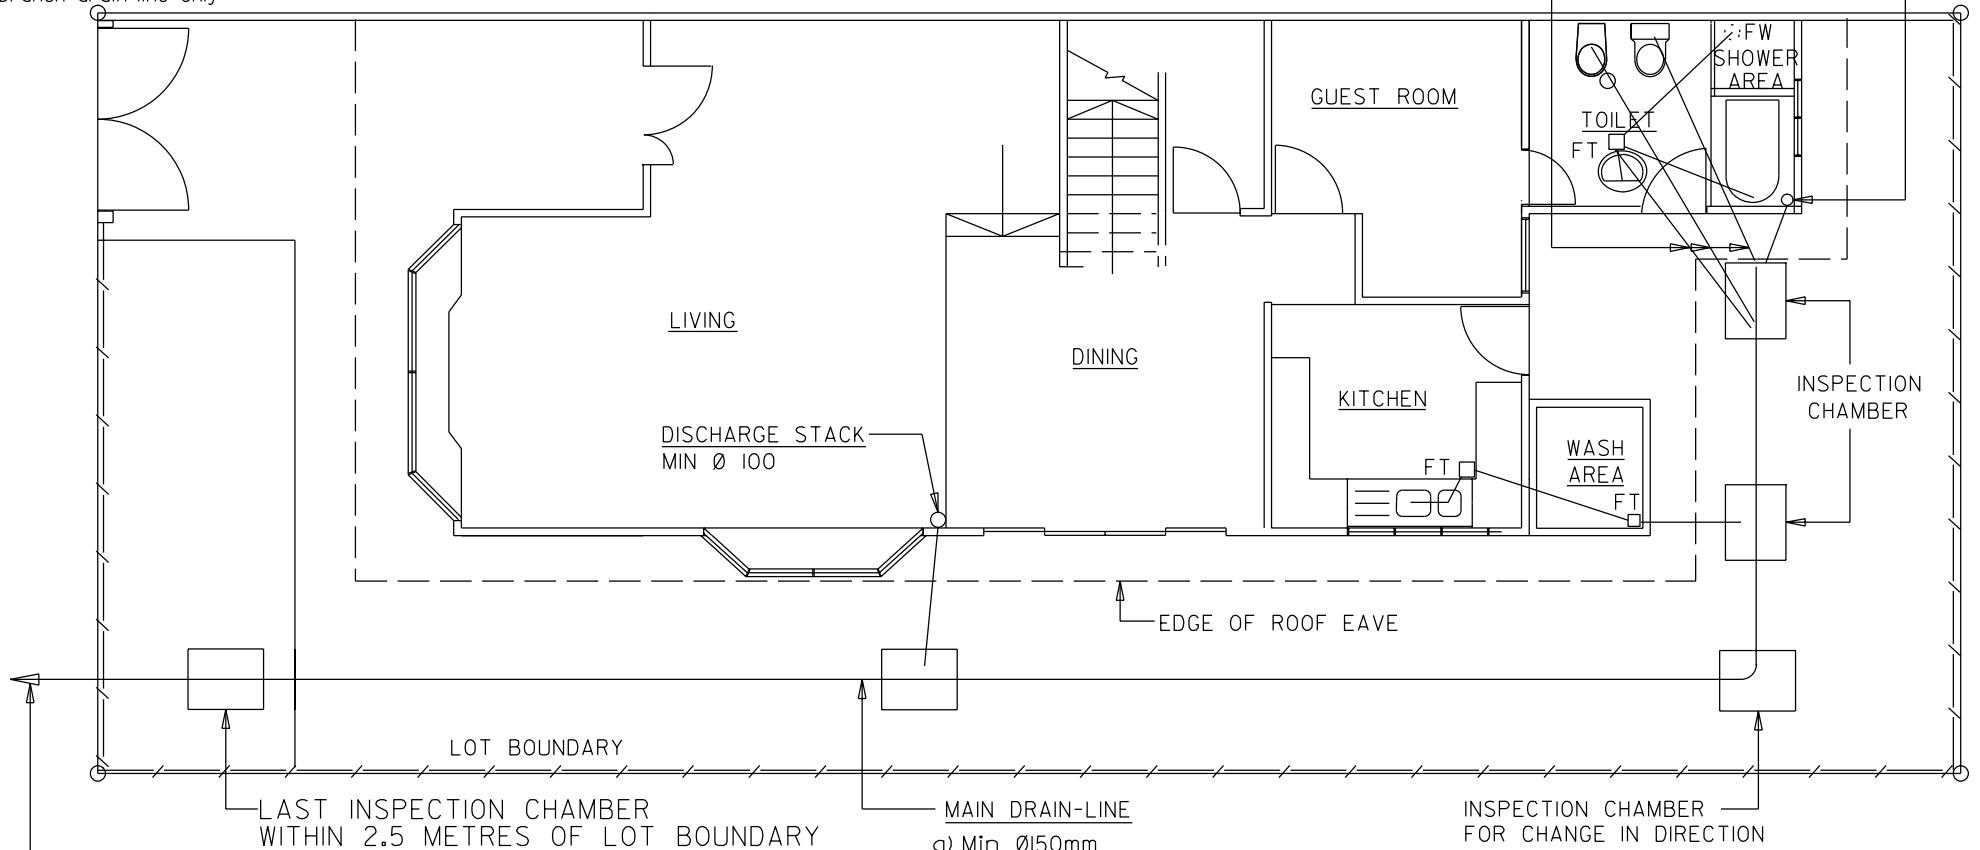 FW
SHOWER
AREA
GUEST ROOM
TOILET
FT
LIVING
DINING
INSPECTION
CHAMBER
KITCHEN
DISCHARGE STACK
MIN Ø 100
WASH
AREA
FT
FT
EDGE OF ROOF EAVE
LOT BOUNDARY
LAST INSPECTION CHAMBER
WITHIN 2.5 METRES OF LOT BOUNDARY
MAIN DRAIN-LINE
a) Min. Ø150mm
INSPECTION CHAMBER
FOR CHANGE IN DIRECTION